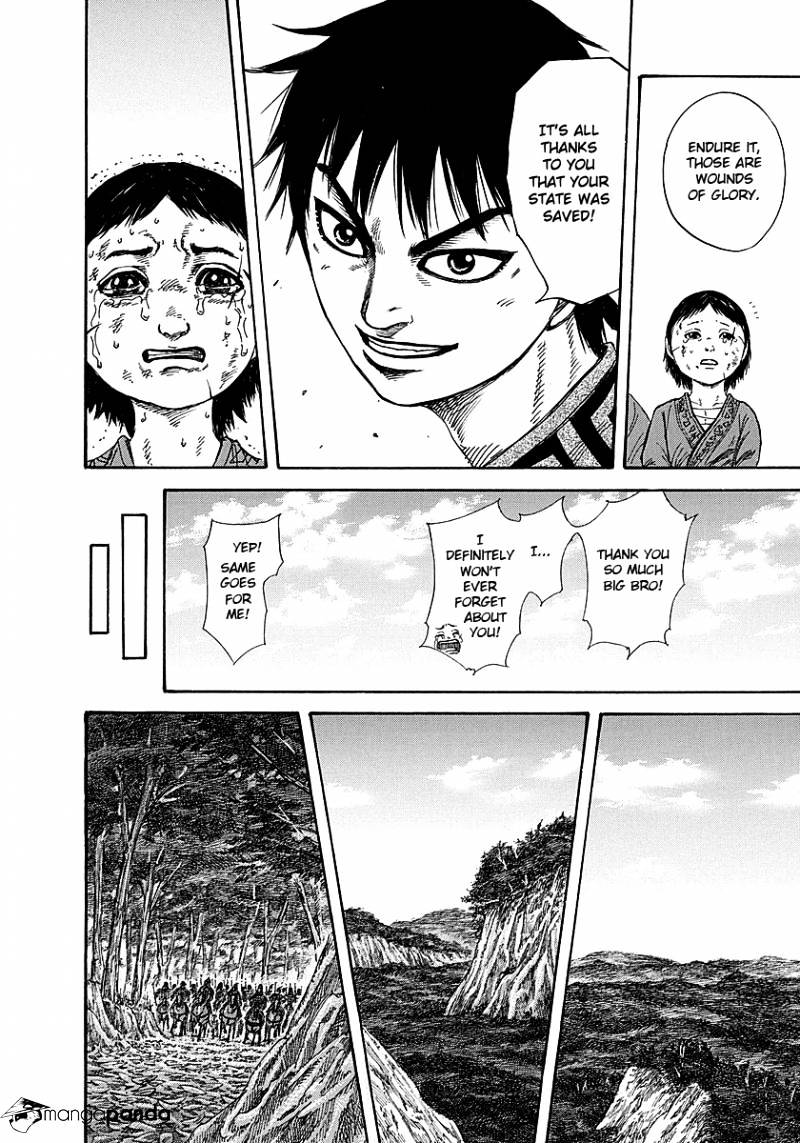 ENDURE IT,
THOSE ARE
WOUNDS
OF GLORY.
IT'S ALL
THANKS
TO YOU
THAT YOUR
STATE WAS
SAVED!
THANK YOU
SO MUCH
BIG BRO!
I...
I
DEFINITELY
WON'T
EVER
FORGET
ABOUT
YOU!
YEP!
SAME
GOES
FOR
ME!
mangapanda